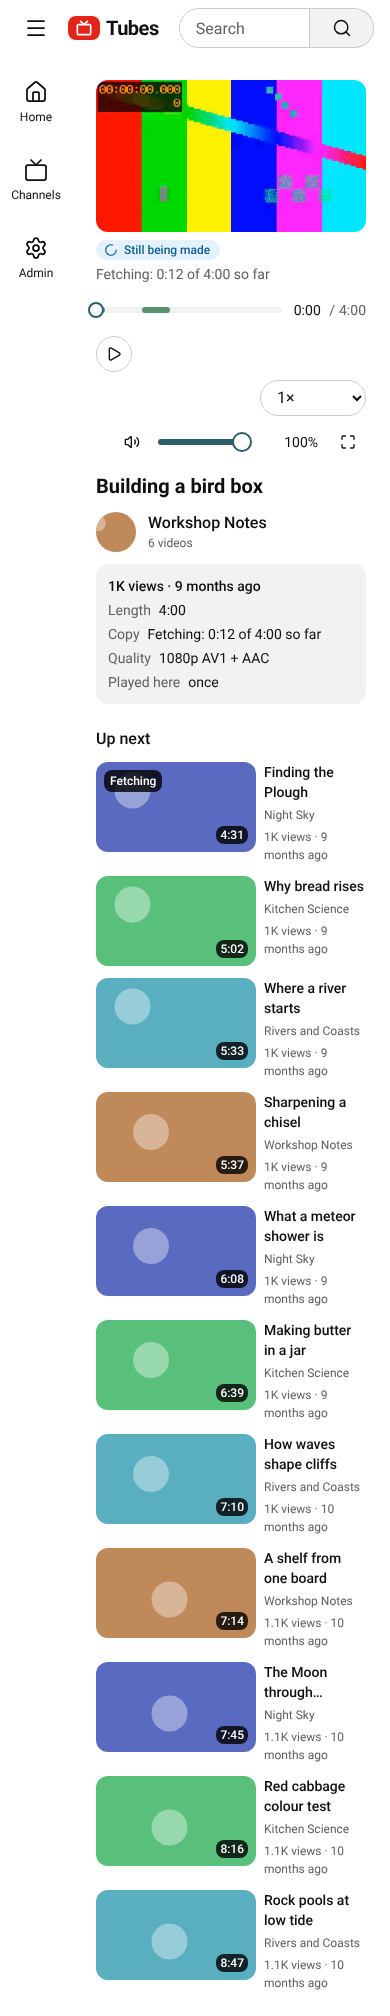 Tubes
Search
Home
Channels
Admin
00:00:00.000
0
Still being made
Fetching: 0:12 of 4:00 so far
0:00 / 4:00
1×
100%
Building a bird box
Workshop Notes
6 videos
1K views · 9 months ago
Length 4:00
Copy Fetching: 0:12 of 4:00 so far
Quality 1080p AV1 + AAC
Played here once
Up next
Fetching
4:31
Finding the
Plough
Night Sky
1K views · 9
months ago
5:02
Why bread rises
Kitchen Science
1K views · 9
months ago
5:33
Where a river
starts
Rivers and Coasts
1K views · 9
months ago
5:37
Sharpening a
chisel
Workshop Notes
1K views · 9
months ago
6:08
What a meteor
shower is
Night Sky
1K views · 9
months ago
6:39
Making butter
in a jar
Kitchen Science
1K views · 9
months ago
7:10
How waves
shape cliffs
Rivers and Coasts
1K views · 10
months ago
7:14
A shelf from
one board
Workshop Notes
1.1K views · 10
months ago
7:45
The Moon
through…
Night Sky
1.1K views · 10
months ago
8:16
Red cabbage
colour test
Kitchen Science
1.1K views · 10
months ago
8:47
Rock pools at
low tide
Rivers and Coasts
1.1K views · 10
months ago